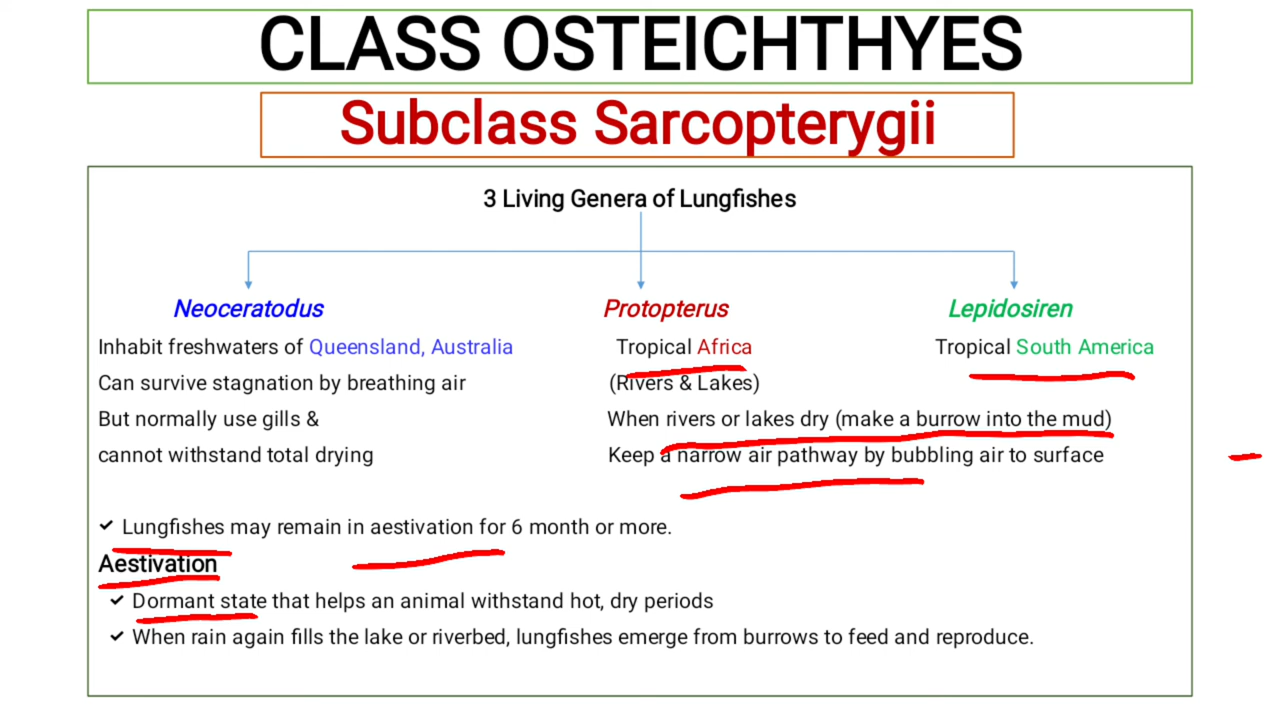 CLASS OSTEICHTHYES
Subclass Sarcopterygii
3 Living Genera of Lungfishes
Neoceratodus
Inhabit freshwaters of Queensland, Australia
Can survive stagnation by breathing air
But normally use gills &
cannot withstand total drying
Protopterus
Tropical Africa
(Rivers & Lakes)
When rivers or lakes dry (make a burrow into the mud)
Keep a narrow air pathway by bubbling air to surface
Lepidosiren
Tropical South America
✔ Lungfishes may remain in aestivation for 6 month or more.
Aestivation
✔ Dormant state that helps an animal withstand hot, dry periods
✔ When rain again fills the lake or riverbed, lungfishes emerge from burrows to feed and reproduce.